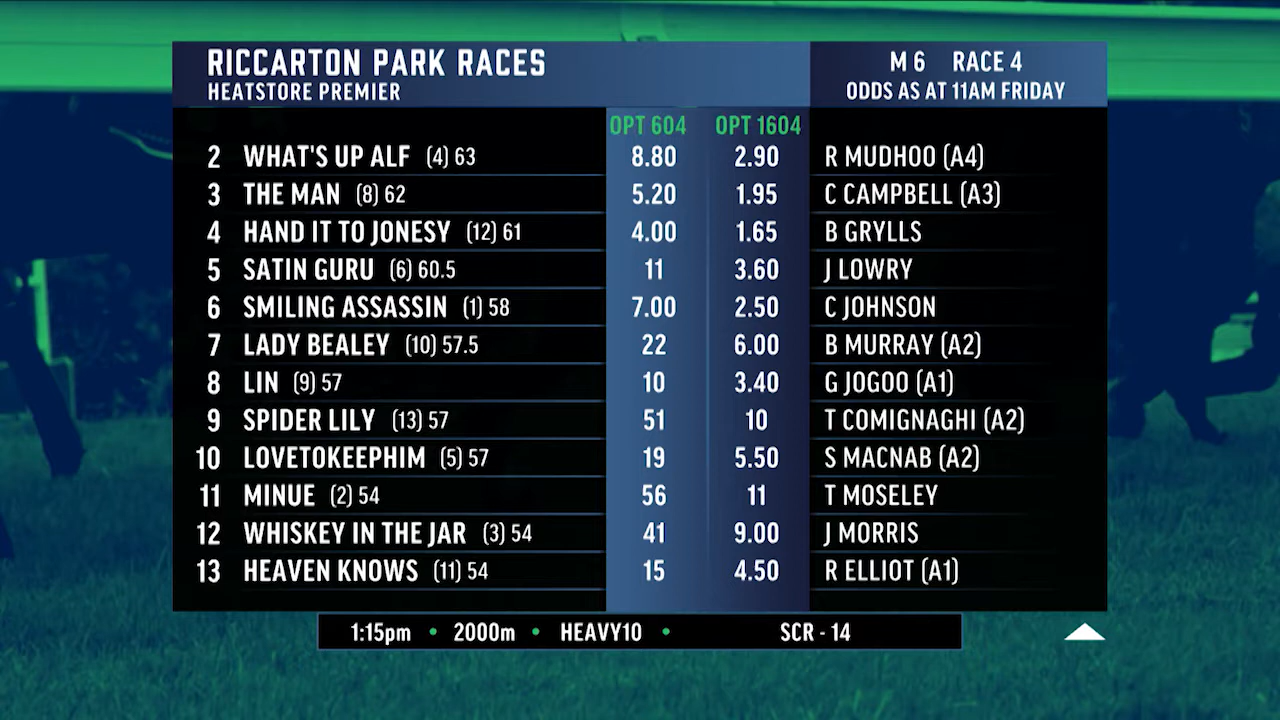 RICCARTON PARK RACES
HEATSTORE PREMIER
M 6 RACE 4
ODDS AS AT 11AM FRIDAY
OPT 604 OPT 1604
2 WHAT'S UP ALF (4) 63 8.80 2.90 R MUDHOO (A4)
3 THE MAN (8) 62 5.20 1.95 C CAMPBELL (A3)
4 HAND IT TO JONESY (12) 61 4.00 1.65 B GRYLLS
5 SATIN GURU (6) 60.5 11 3.60 J LOWRY
6 SMILING ASSASSIN (1) 58 7.00 2.50 C JOHNSON
7 LADY BEALEY (10) 57.5 22 6.00 B MURRAY (A2)
8 LIN (9) 57 10 3.40 G JOGOO (A1)
9 SPIDER LILY (13) 57 51 10 T COMIGNAGHI (A2)
10 LOVETOKEEPHIM (5) 57 19 5.50 S MACNAB (A2)
11 MINUE (2) 54 56 11 T MOSELEY
12 WHISKEY IN THE JAR (3) 54 41 9.00 J MORRIS
13 HEAVEN KNOWS (11) 54 15 4.50 R ELLIOT (A1)
1:15pm • 2000m • HEAVY10 • SCR - 14